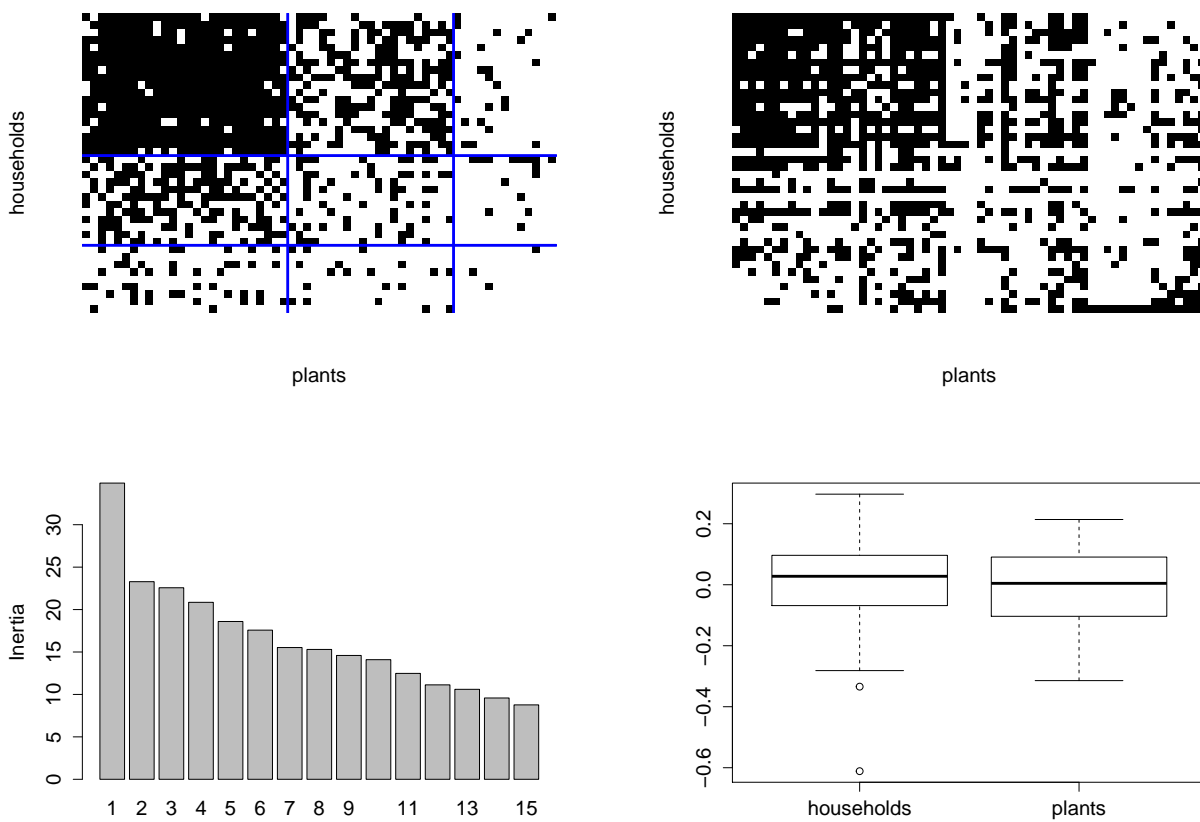 households
plants
households
plants
Inertia
0 5 10 15 20 25 30
1 2 3 4 5 6 7 8 9 11 13 15
0.2
0.0
−0.2
−0.4
−0.6
households plants